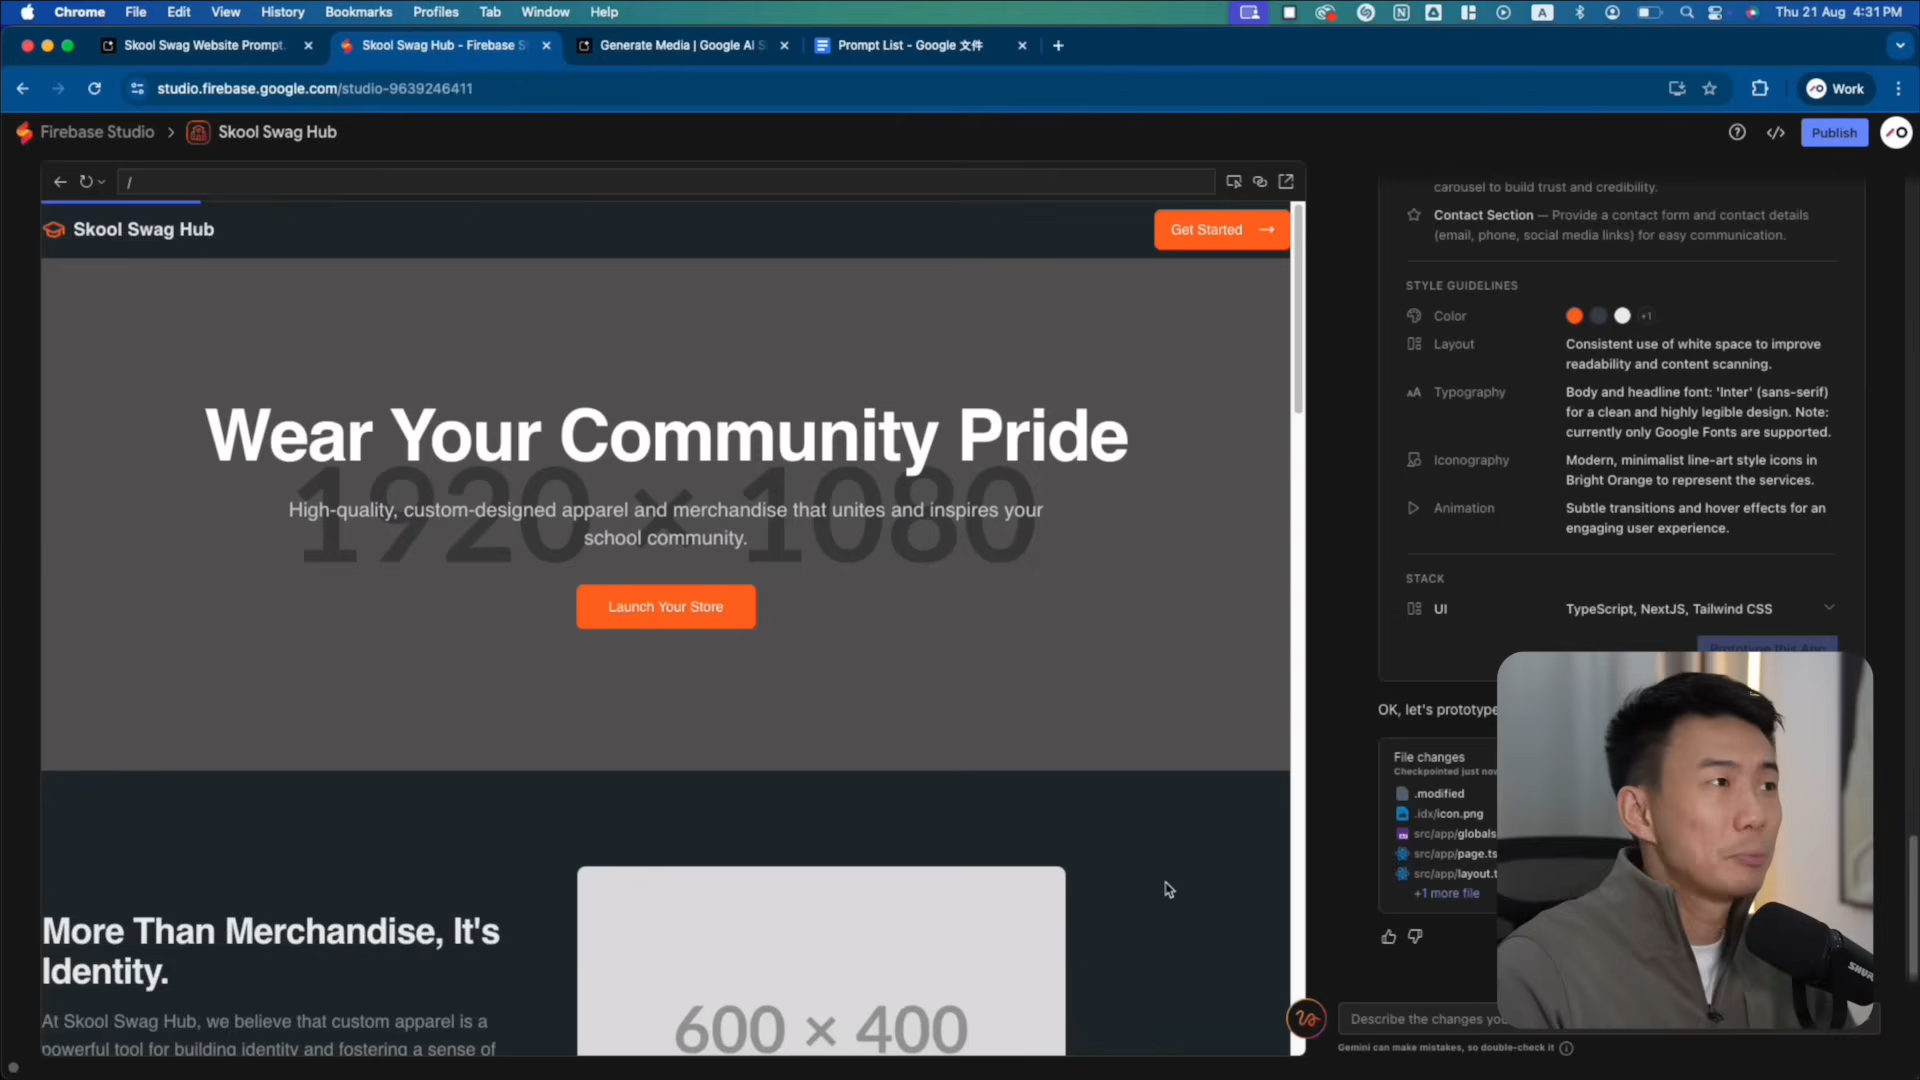 Chrome File Edit View History Bookmarks Profiles Tab Window Help
A
Thu 21 Aug 4:31 PM
Skool Swag Website Prompt
Skool Swag Hub - Firebase S
Generate Media | Google AI S
Prompt List - Google 文件
studio.firebase.google.com/studio-9639246411
Work
Firebase Studio
Skool Swag Hub
Publish
/
Skool Swag Hub
Get Started
1920 × 1080
Wear Your Community Pride
High-quality, custom-designed apparel and merchandise that unites and inspires your
school community.
Launch Your Store
More Than Merchandise, It's
Identity.
At Skool Swag Hub, we believe that custom apparel is a
powerful tool for building identity and fostering a sense of
600 × 400
carousel to build trust and credibility.
Contact Section — Provide a contact form and contact details
(email, phone, social media links) for easy communication.
STYLE GUIDELINES
Color
+1
Layout
Consistent use of white space to improve
readability and content scanning.
Typography
Body and headline font: 'Inter' (sans-serif)
for a clean and highly legible design. Note:
currently only Google Fonts are supported.
Iconography
Modern, minimalist line-art style icons in
Bright Orange to represent the services.
Animation
Subtle transitions and hover effects for an
engaging user experience.
STACK
UI
TypeScript, NextJS, Tailwind CSS
Prototype this App
OK, let's prototype
File changes
Checkpointed just now
.modified
.idx/icon.png
src/app/globals
src/app/page.ts
src/app/layout.t
+1 more file
Describe the changes you
Gemini can make mistakes, so double-check it
SHURE